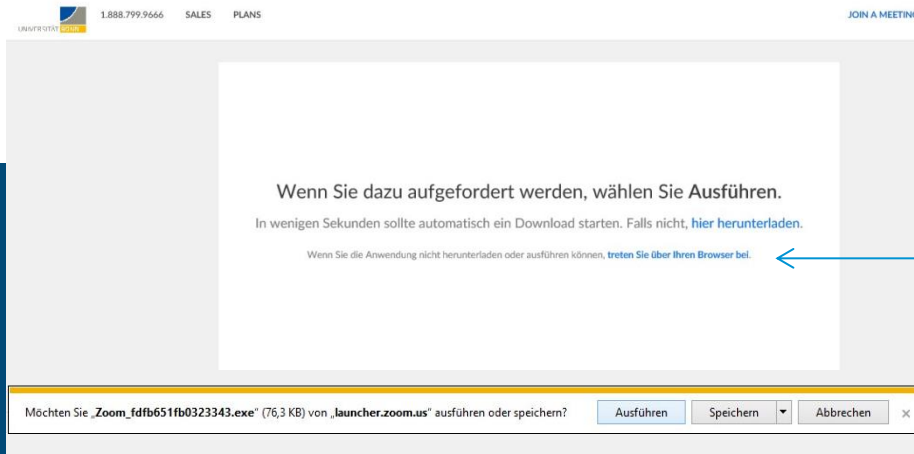 UNIVERSITÄT BONN
1.888.799.9666 SALES PLANS JOIN A MEETING
Wenn Sie dazu aufgefordert werden, wählen Sie Ausführen.
In wenigen Sekunden sollte automatisch ein Download starten. Falls nicht, hier herunterladen.
Wenn Sie die Anwendung nicht herunterladen oder ausführen können, treten Sie über Ihren Browser bei.
Möchten Sie „Zoom_fdfb651fb0323343.exe“ (76,3 KB) von „launcher.zoom.us“ ausführen oder speichern? Ausführen Speichern Abbrechen